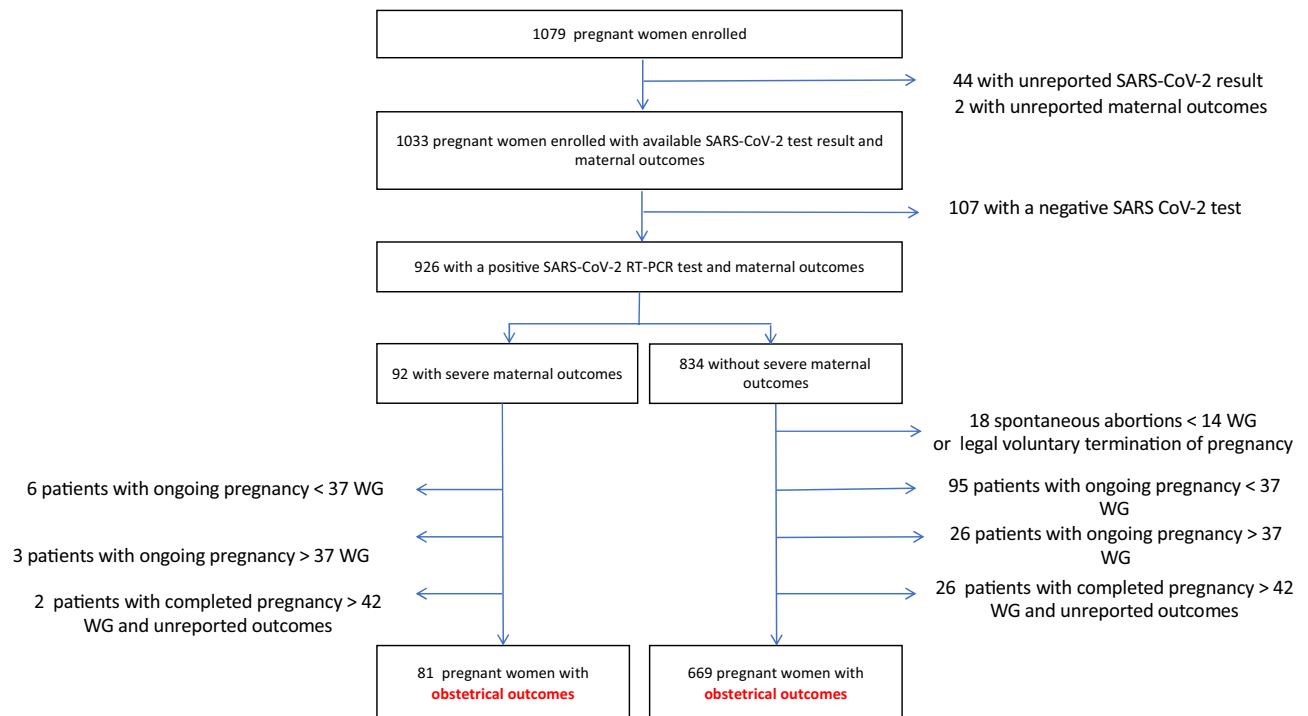 1079 pregnant women enrolled
44 with unreported SARS-CoV-2 result
2 with unreported maternal outcomes
1033 pregnant women enrolled with available SARS-CoV-2 test result and
maternal outcomes
107 with a negative SARS CoV-2 test
926 with a positive SARS-CoV-2 RT-PCR test and maternal outcomes
92 with severe maternal outcomes
834 without severe maternal
outcomes
18 spontaneous abortions < 14 WG
or legal voluntary termination of pregnancy
6 patients with ongoing pregnancy < 37 WG
95 patients with ongoing pregnancy < 37
WG
3 patients with ongoing pregnancy > 37 WG
26 patients with ongoing pregnancy > 37
WG
2 patients with completed pregnancy > 42
WG and unreported outcomes
26 patients with completed pregnancy > 42
WG and unreported outcomes
81 pregnant women with
obstetrical outcomes
669 pregnant women with
obstetrical outcomes